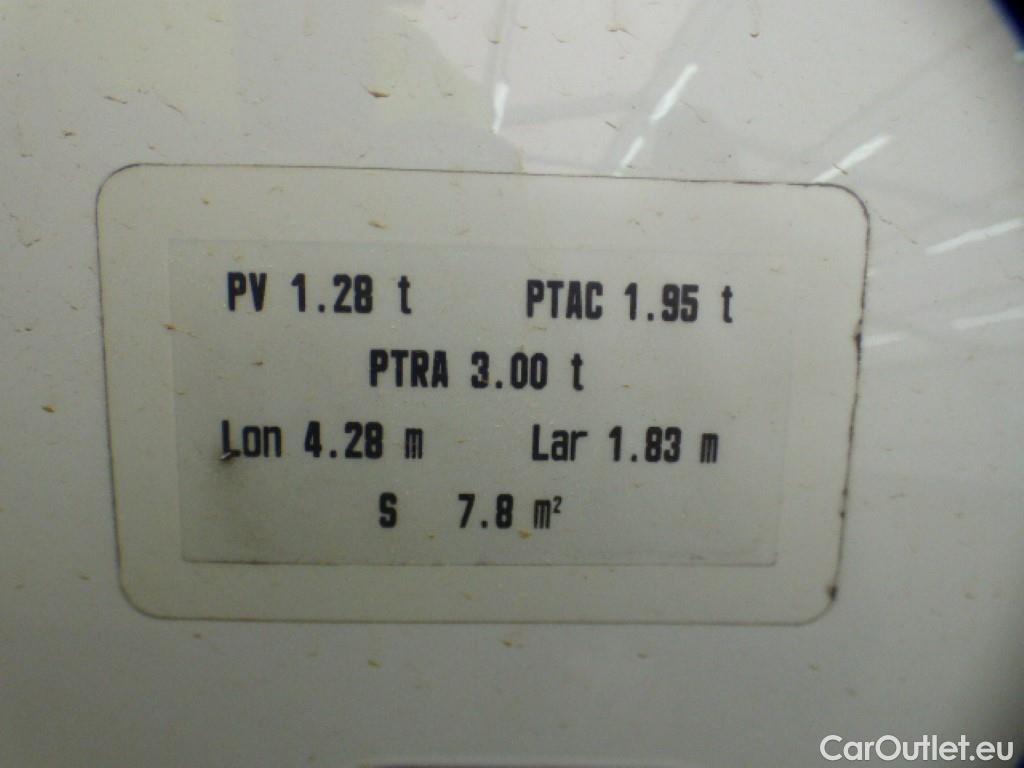 PV 1.28 t PTAC 1.95 t
PTRA 3.00 t
Lon 4.28 m Lar 1.83 m
S 7.8 m²
CarOutlet.eu